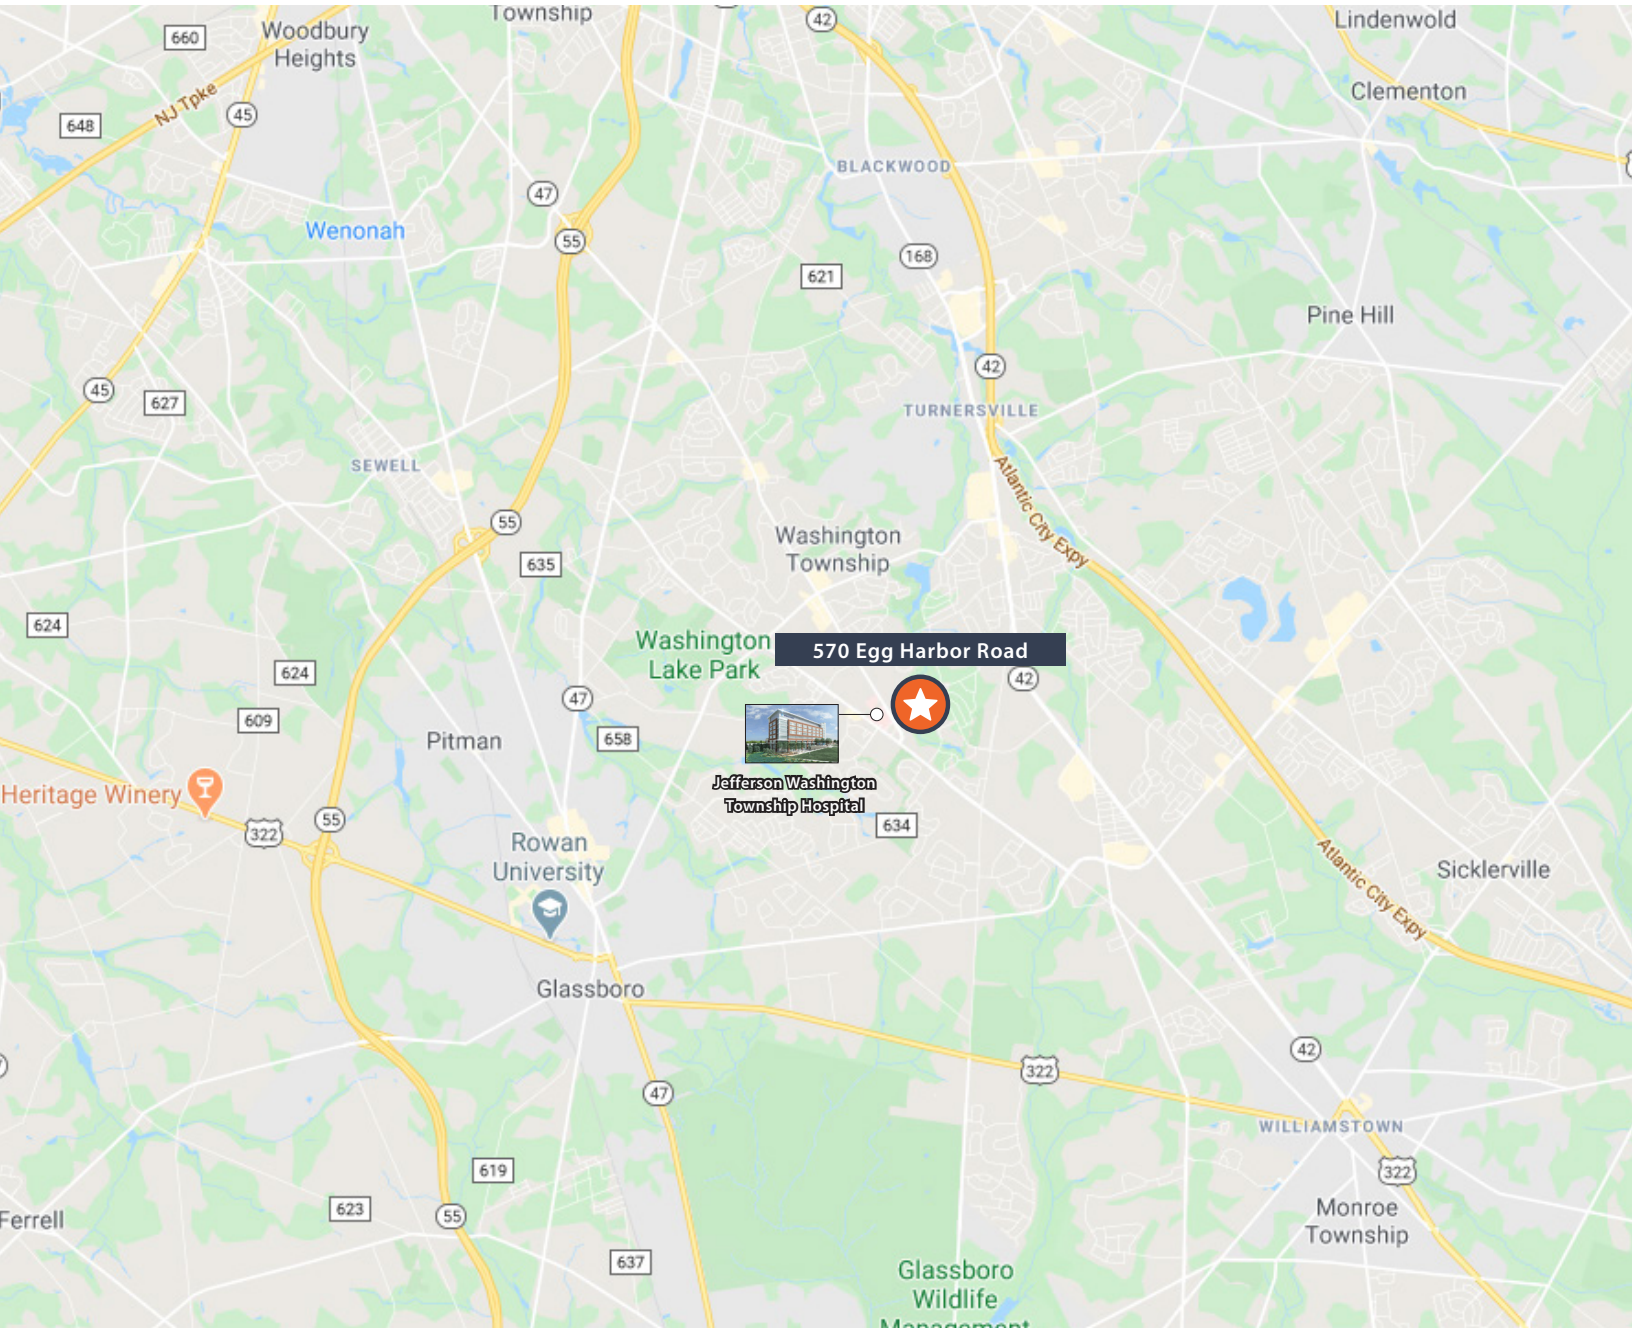 Township
42
Lindenwold
660
Woodbury
Heights
Clementon
NJ Tpke
45
648
BLACKWOOD
47
Wenonah
55
168
621
Pine Hill
42
45
627
TURNERSVILLE
SEWELL
Atlantic City Expy
55
Washington
Township
635
624
Washington
Lake Park
570 Egg Harbor Road
624
42
47
609
658
Pitman
Jefferson Washington
Township Hospital
Heritage Winery
55
322
634
Rowan
University
Atlantic City Expy
Sicklerville
Glassboro
42
322
47
WILLIAMSTOWN
619
322
623
55
Ferrell
Monroe
Township
637
Glassboro
Wildlife
Management